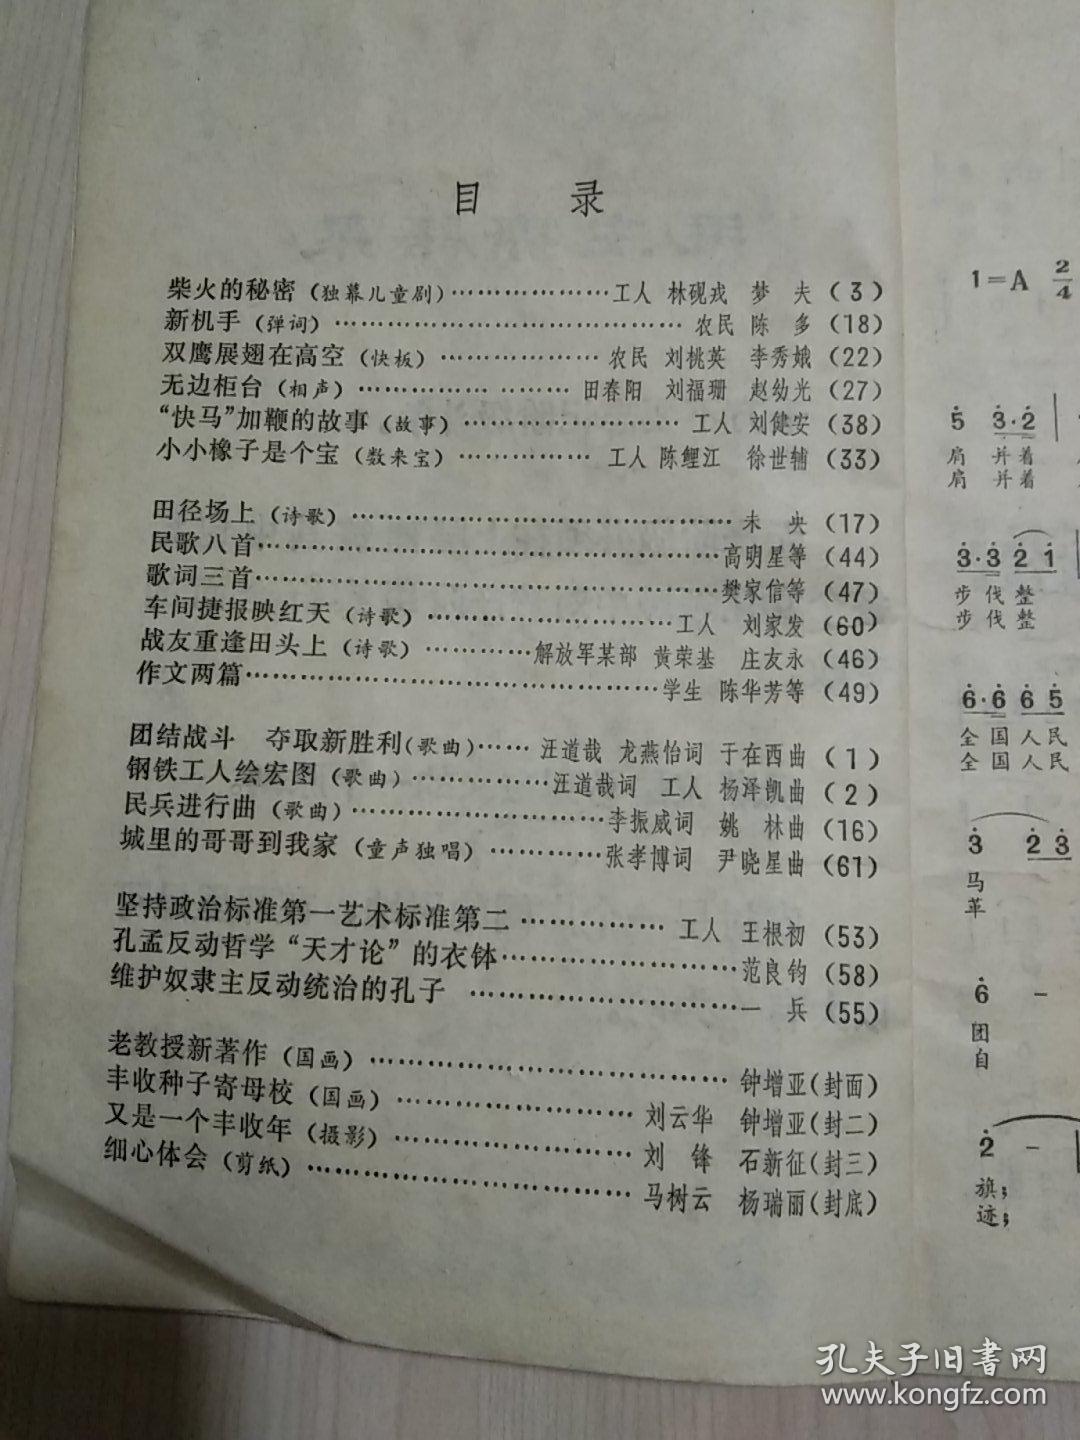 目 录
柴火的秘密（独幕儿童剧）………………工人 林砚戎 梦 夫（3）
新机手（弹词）…………………………………农民 陈 多（18）
双鹰展翅在高空（快板）………………农民 刘桃英 李秀娥（22）
无边柜台（相声）…………… ………田春阳 刘福珊 赵幼光（27）
“快马”加鞭的故事（故事）………………………工人 刘健安（38）
小小橡子是个宝（数来宝）……………工人 陈鲤江 徐世辅（33）
田径场上（诗歌）……………………………………未 央（17）
民歌八首……………………………………………高明星等（44）
歌词三首……………………………………………樊家信等（47）
车间捷报映红天（诗歌）………………………工人 刘家发（60）
战友重逢田头上（诗歌）…………解放军某部 黄荣基 庄友永（46）
作文两篇………………………………………学生 陈华芳等（49）
团结战斗 夺取新胜利（歌曲）……汪道哉 龙燕怡词 于在西曲（1）
钢铁工人绘宏图（歌曲）……………汪道哉词 工人 杨泽凯曲（2）
民兵进行曲（歌曲）………………………李振威词 姚 林曲（16）
城里的哥哥到我家（童声独唱）…………张孝博词 尹晓星曲（61）
坚持政治标准第一艺术标准第二……………工人 王根初（53）
孔孟反动哲学“天才论”的衣钵……………………范良钧（58）
维护奴隶主反动统治的孔子 ………………………一 兵（55）
老教授新著作（国画）…………………………………钟增亚（封面）
丰收种子寄母校（国画）……………………刘云华 钟增亚（封二）
又是一个丰收年（摄影）……………………刘 锋 石新征（封三）
细心体会（剪纸）………………………………马树云 杨瑞丽（封底）
1=A 2/4
5 3·2
肩 并着
肩 并着
3·3 2 1
步 伐 整
步 伐 整
6·6 6 5
全 国 人 民
全 国 人 民
3 2 3
马
革
6 -
团
自
2 -
旗；
迹；
孔夫子旧書网
www.kongfz.com